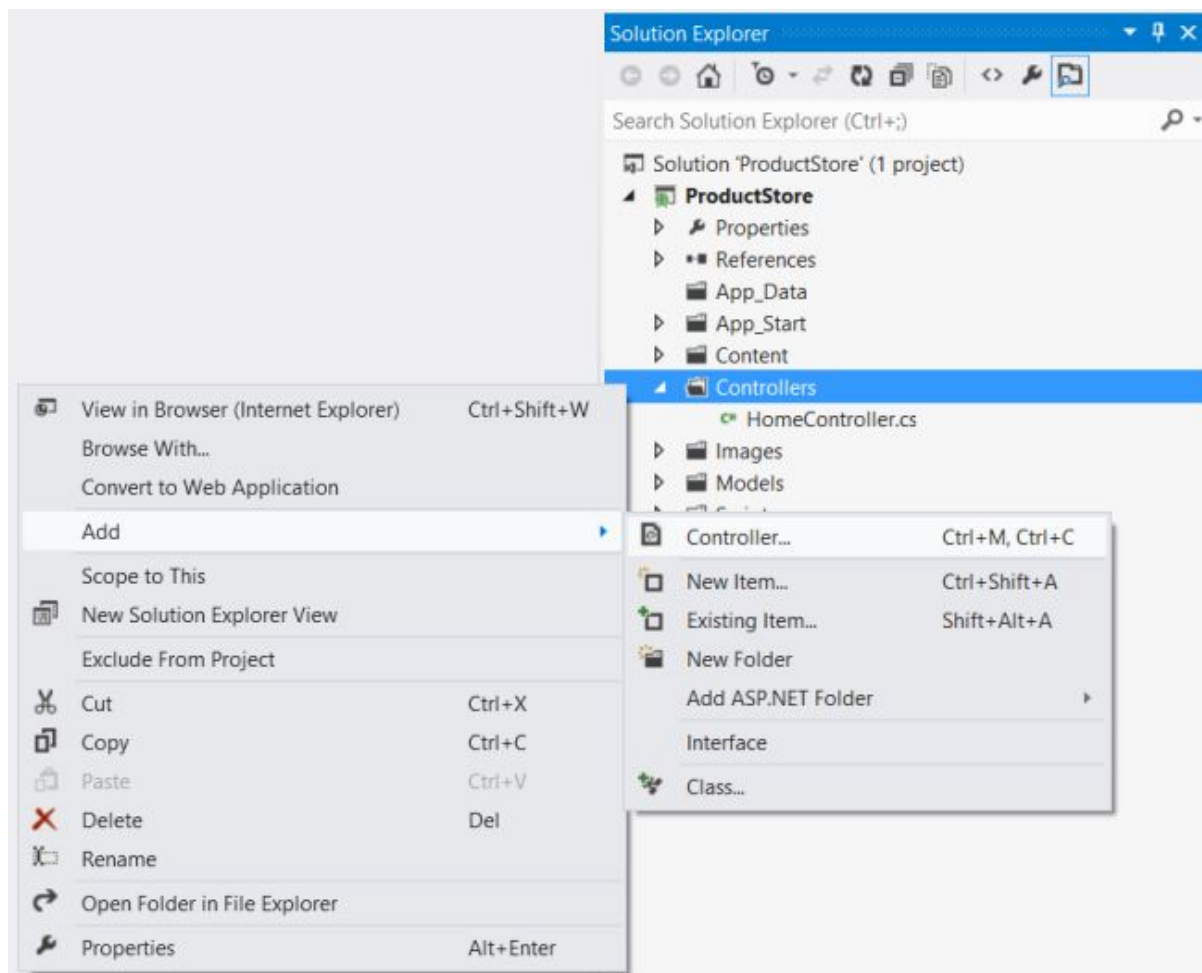 Solution Explorer
Search Solution Explorer (Ctrl+;)
Solution 'ProductStore' (1 project)
ProductStore
Properties
References
App_Data
App_Start
Content
Controllers
HomeController.cs
Images
Models
View in Browser (Internet Explorer) Ctrl+Shift+W
Browse With...
Convert to Web Application
Add
Scope to This
New Solution Explorer View
Exclude From Project
Cut Ctrl+X
Copy Ctrl+C
Paste Ctrl+V
Delete Del
Rename
Open Folder in File Explorer
Properties Alt+Enter
Controller... Ctrl+M, Ctrl+C
New Item... Ctrl+Shift+A
Existing Item... Shift+Alt+A
New Folder
Add ASP.NET Folder
Interface
Class...